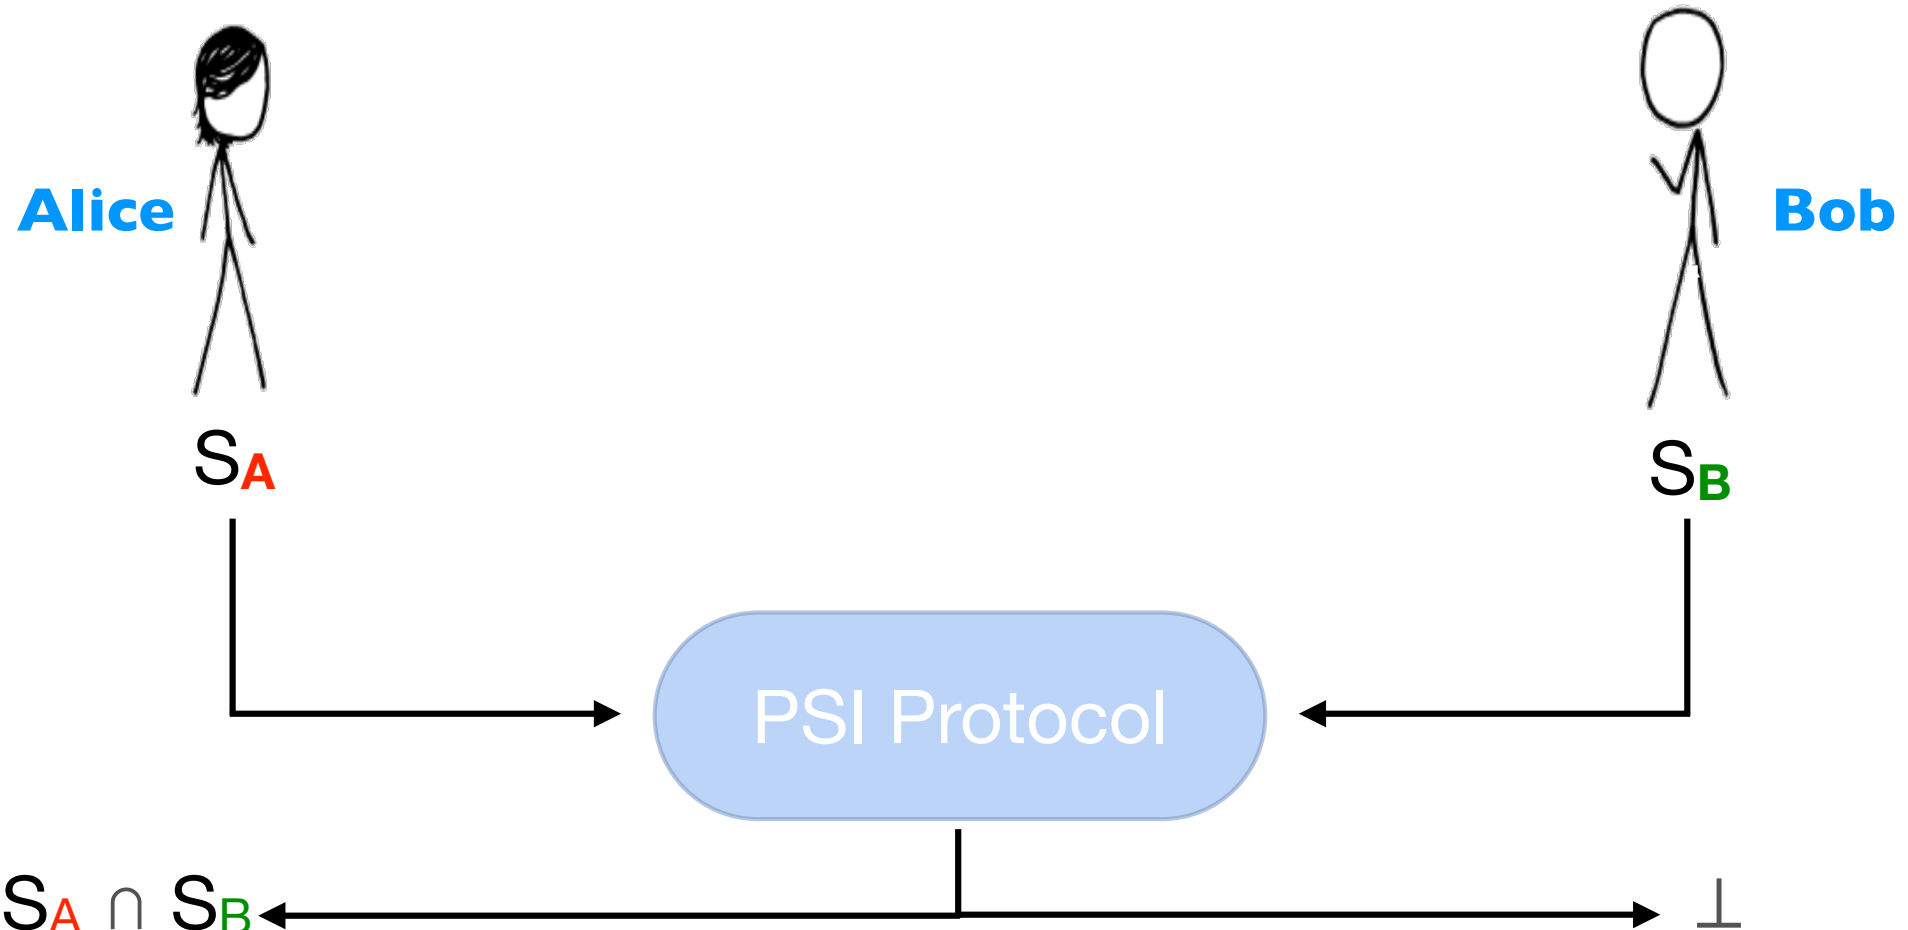 Alice
Bob
SA
SB
PSI Protocol
SA ∩ SB
⊥